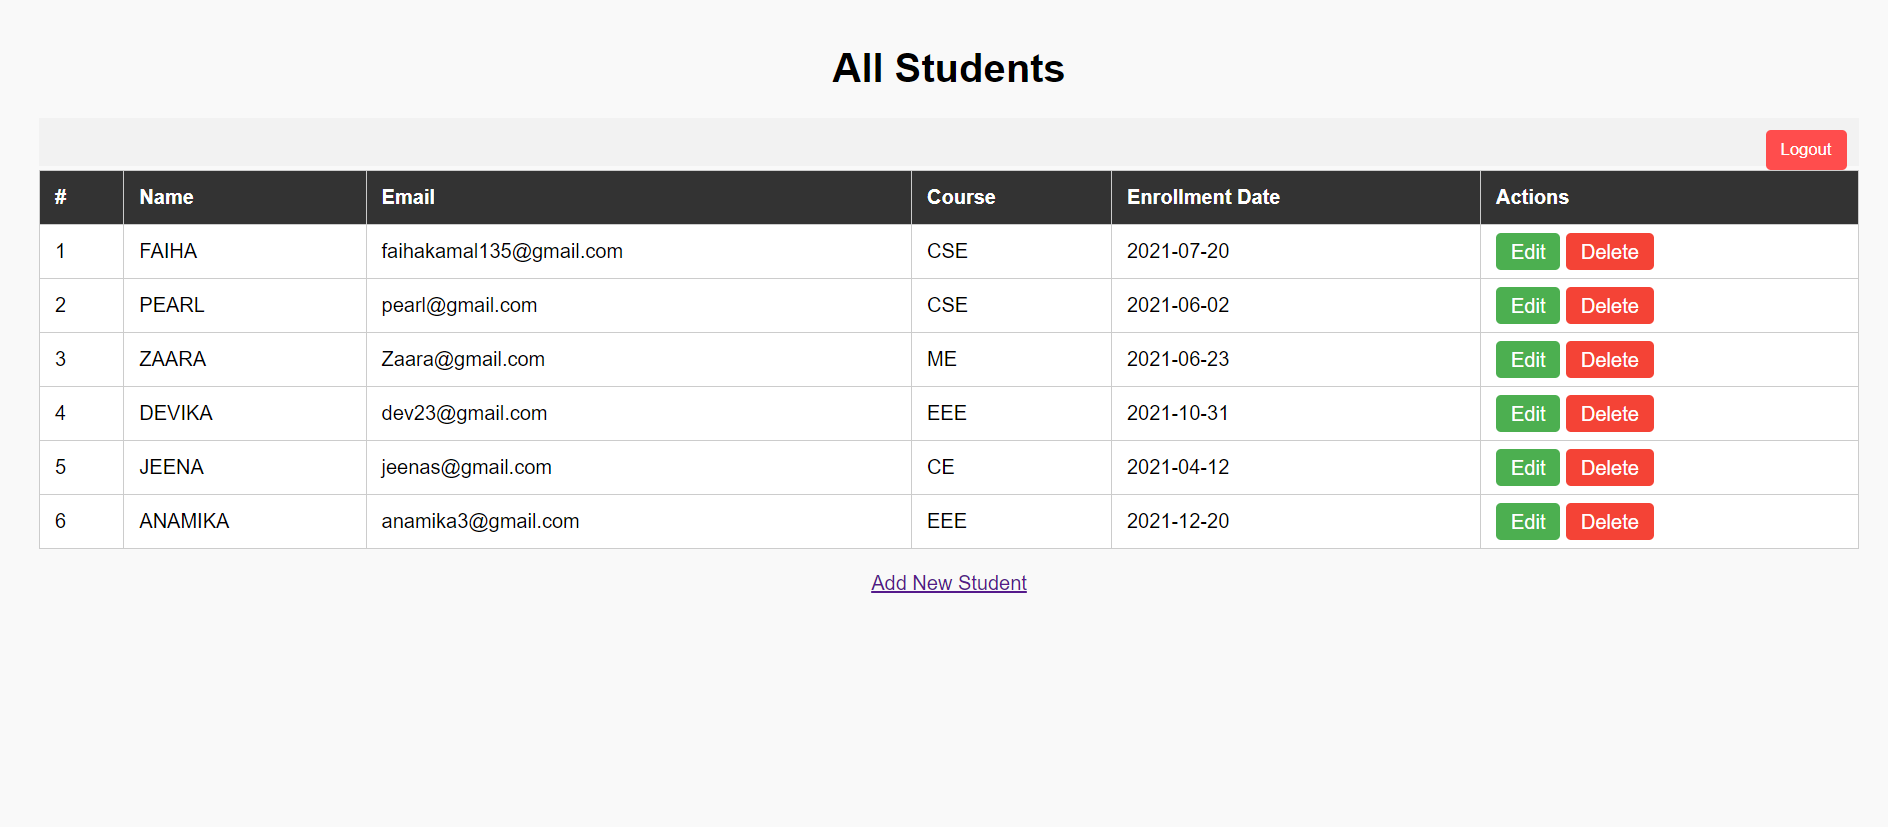 All Students
Logout
# Name Email Course Enrollment Date Actions
1 FAIHA faihakamal135@gmail.com CSE 2021-07-20 Edit Delete
2 PEARL pearl@gmail.com CSE 2021-06-02 Edit Delete
3 ZAARA Zaara@gmail.com ME 2021-06-23 Edit Delete
4 DEVIKA dev23@gmail.com EEE 2021-10-31 Edit Delete
5 JEENA jeenas@gmail.com CE 2021-04-12 Edit Delete
6 ANAMIKA anamika3@gmail.com EEE 2021-12-20 Edit Delete
Add New Student